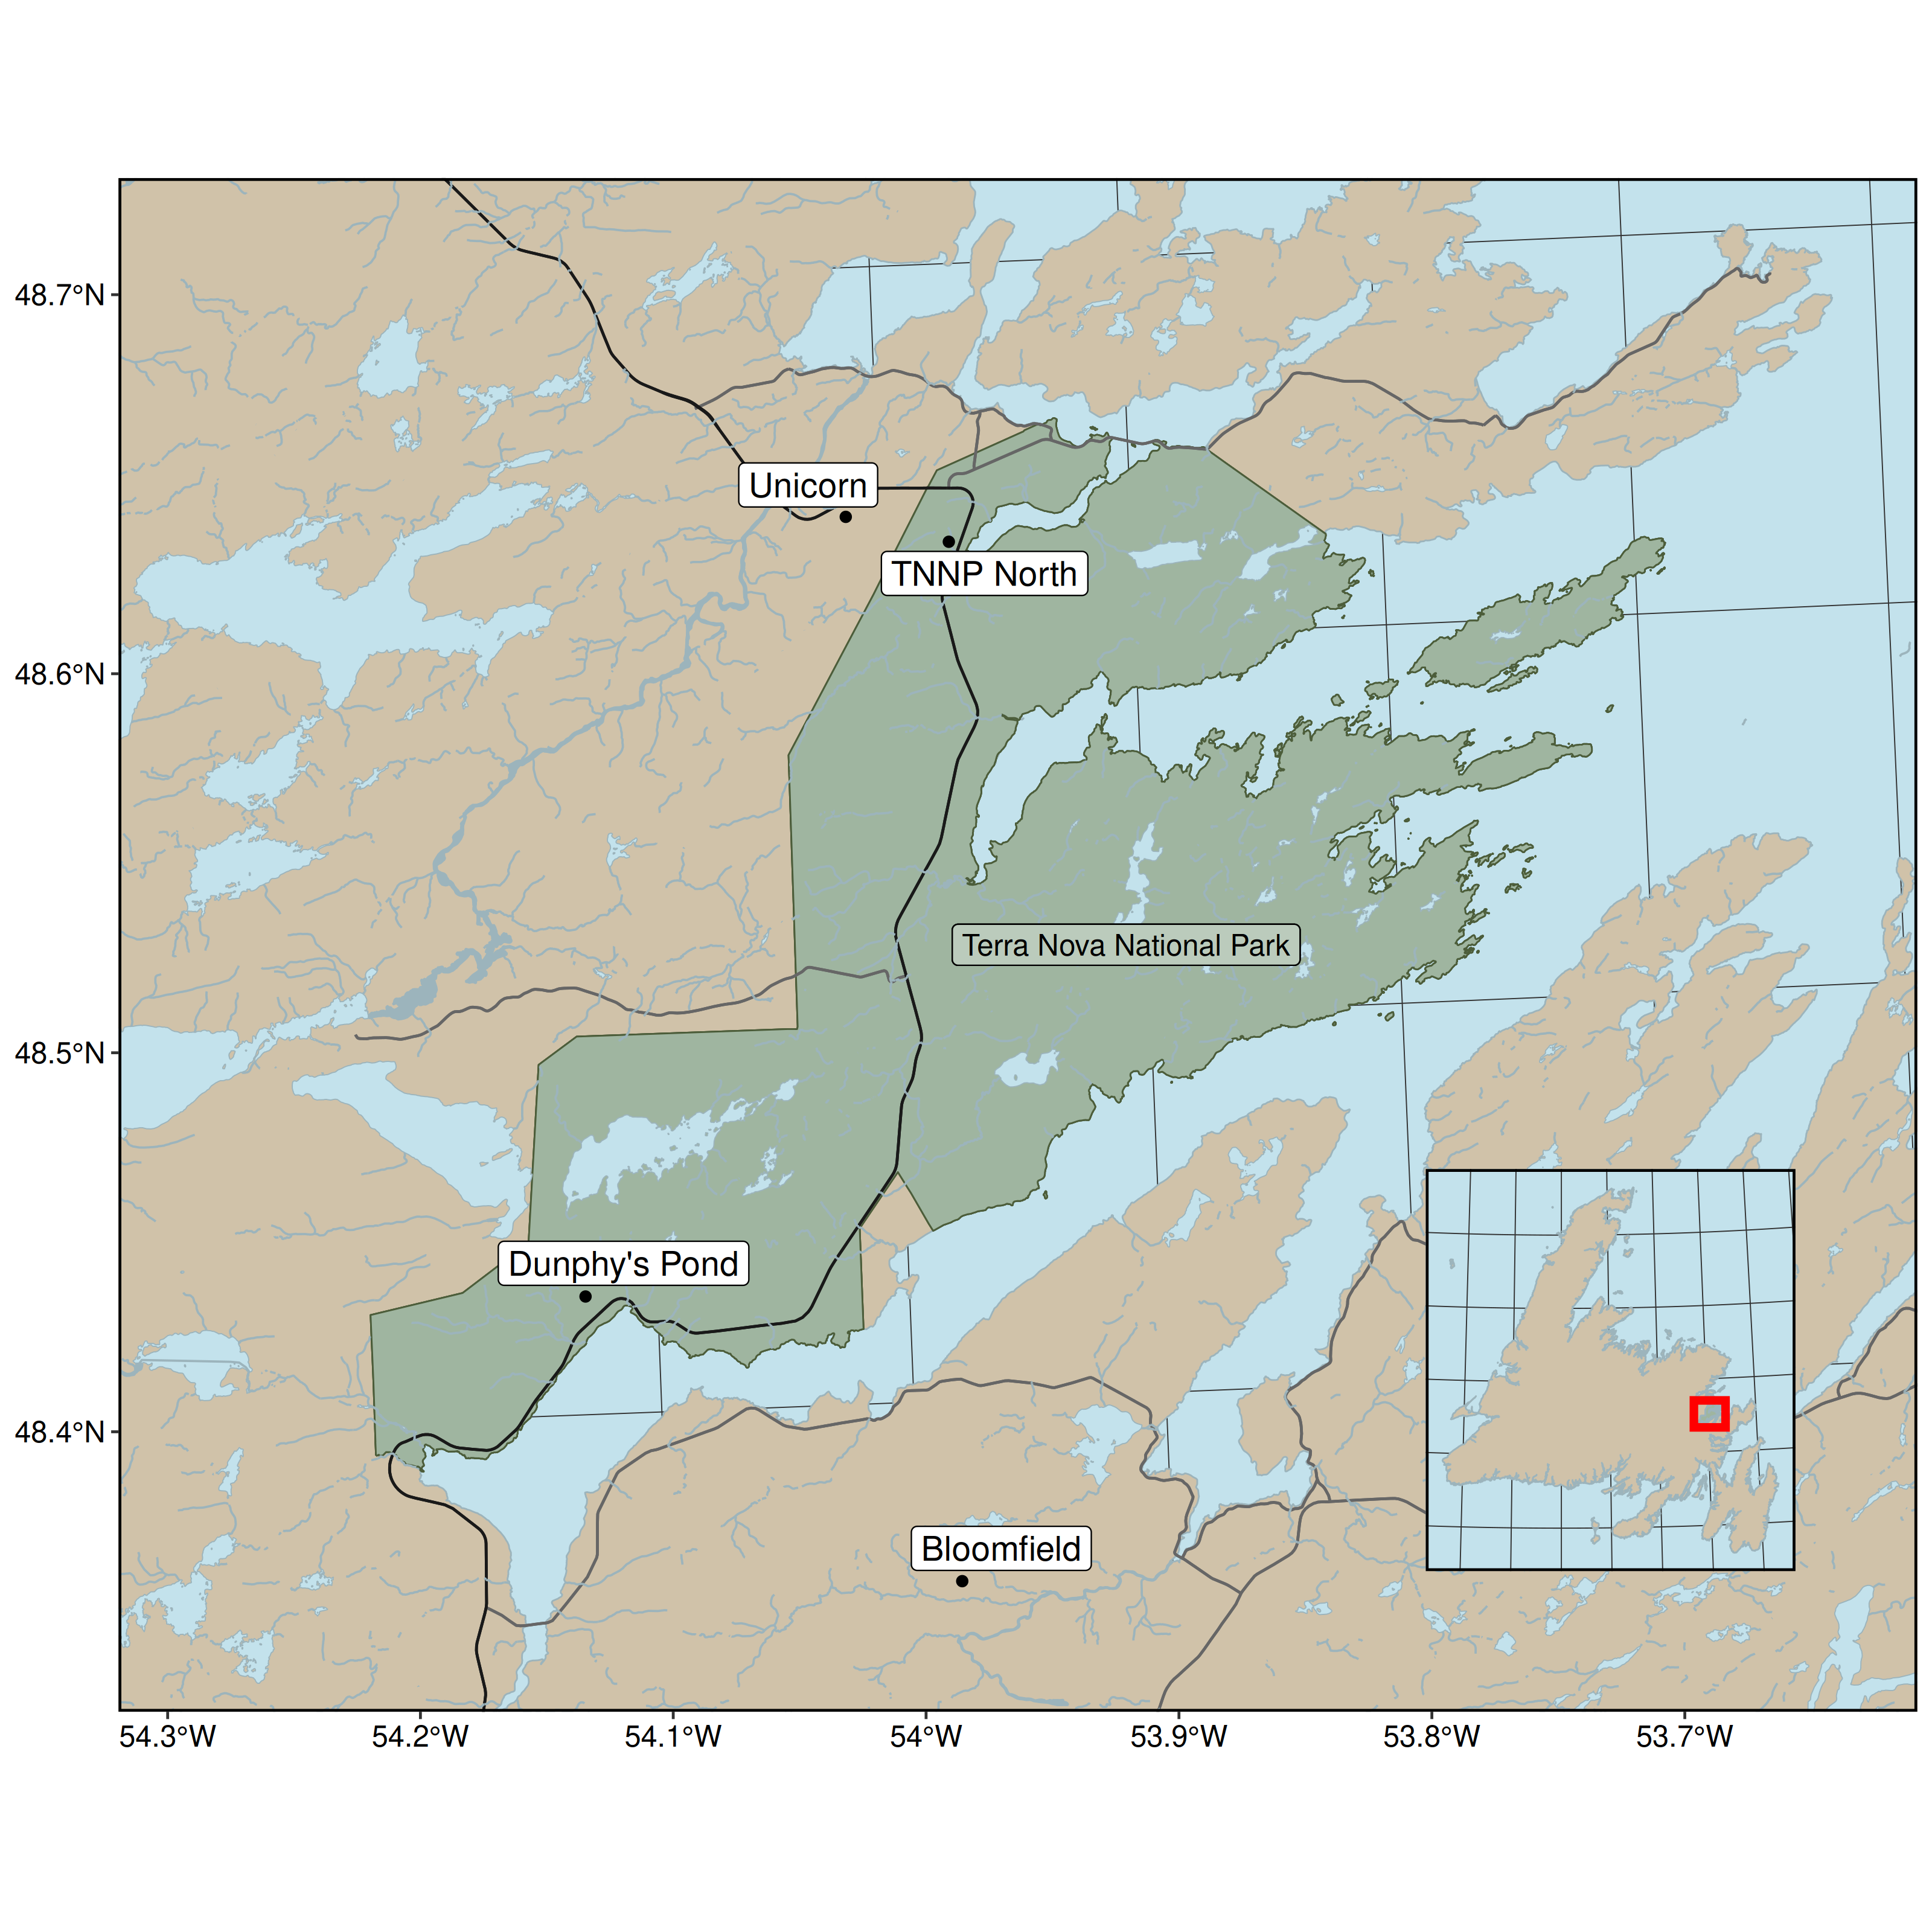 48.7°N
Unicorn
TNNP North
48.6°N
Terra Nova National Park
48.5°N
Dunphy's Pond
48.4°N
Bloomfield
54.3°W
54.2°W
54.1°W
54°W
53.9°W
53.8°W
53.7°W